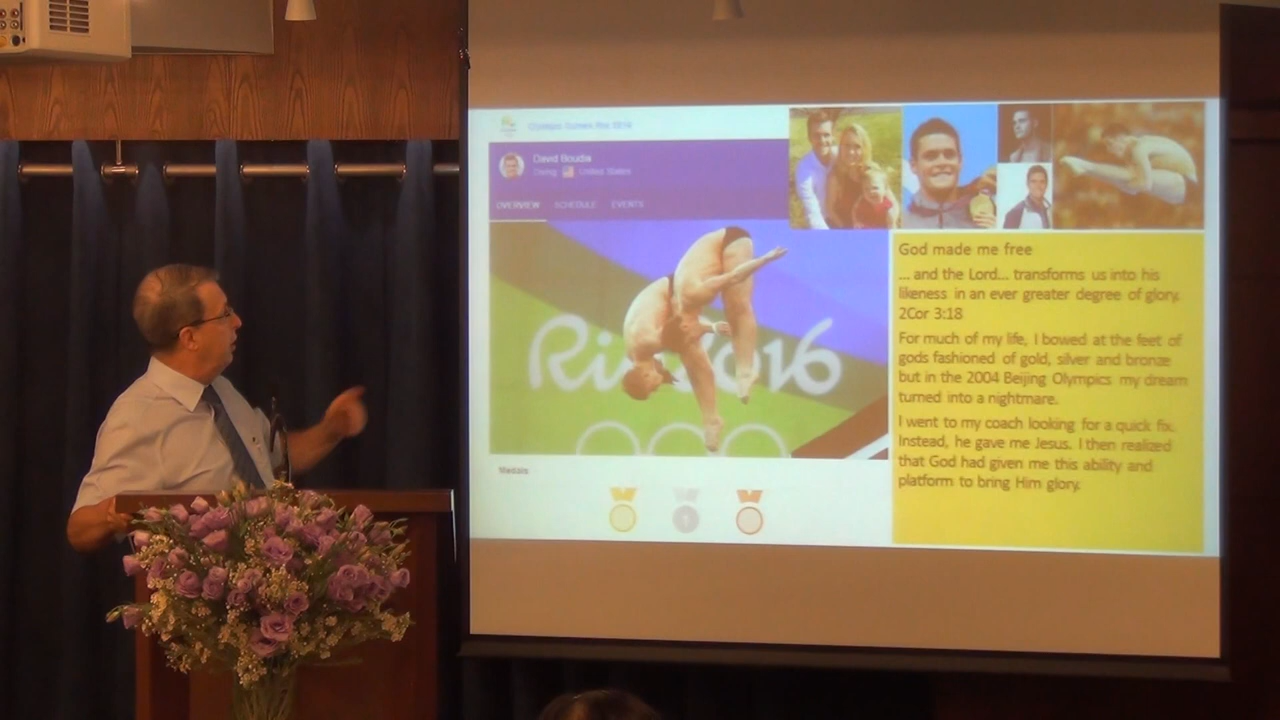 Olympic Games Rio 2016
David Boudia
Diving United States
OVERVIEW SCHEDULE EVENTS
Rio2016
Medals
1
God made me free
... and the Lord... transforms us into his
likeness in an ever greater degree of glory.
2Cor 3:18
For much of my life, I bowed at the feet of
gods fashioned of gold, silver and bronze
but in the 2004 Beijing Olympics my dream
turned into a nightmare.
I went to my coach looking for a quick fix.
Instead, he gave me Jesus. I then realized
that God had given me this ability and
platform to bring Him glory.